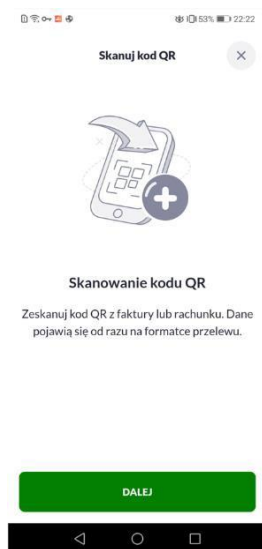 53% 22:22
Skanuj kod QR
Skanowanie kodu QR
Zeskanuj kod QR z faktury lub rachunku. Dane
pojawią się od razu na formatce przelewu.
DALEJ